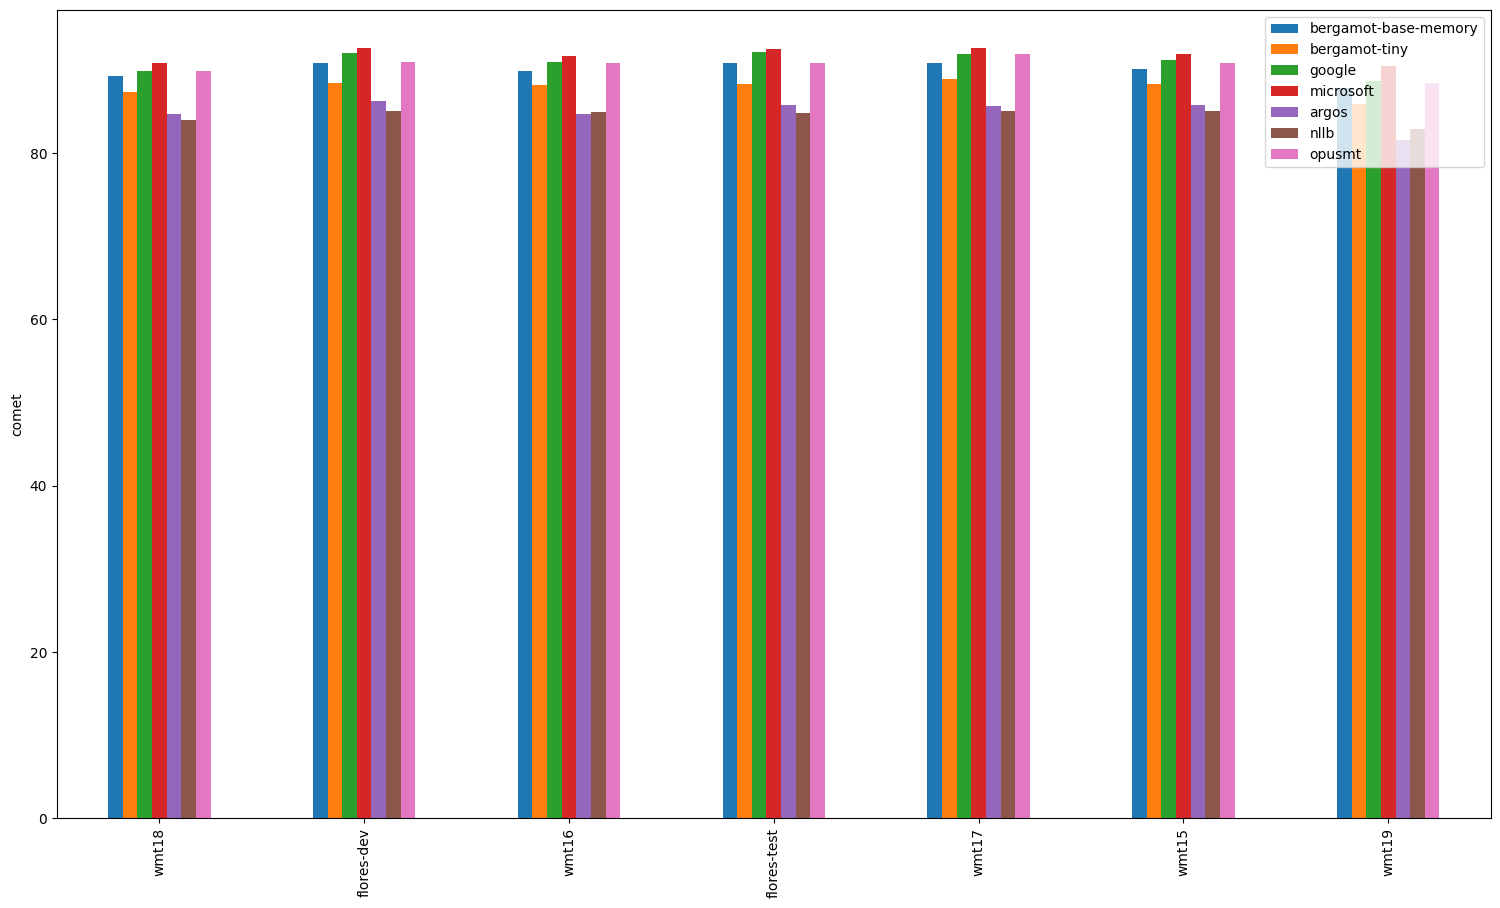 bergamot-base-memory
bergamot-tiny
google
microsoft
argos
nllb
opusmt
80
60
40
20
0
comet
wmt18
flores-dev
wmt16
flores-test
wmt17
wmt15
wmt19